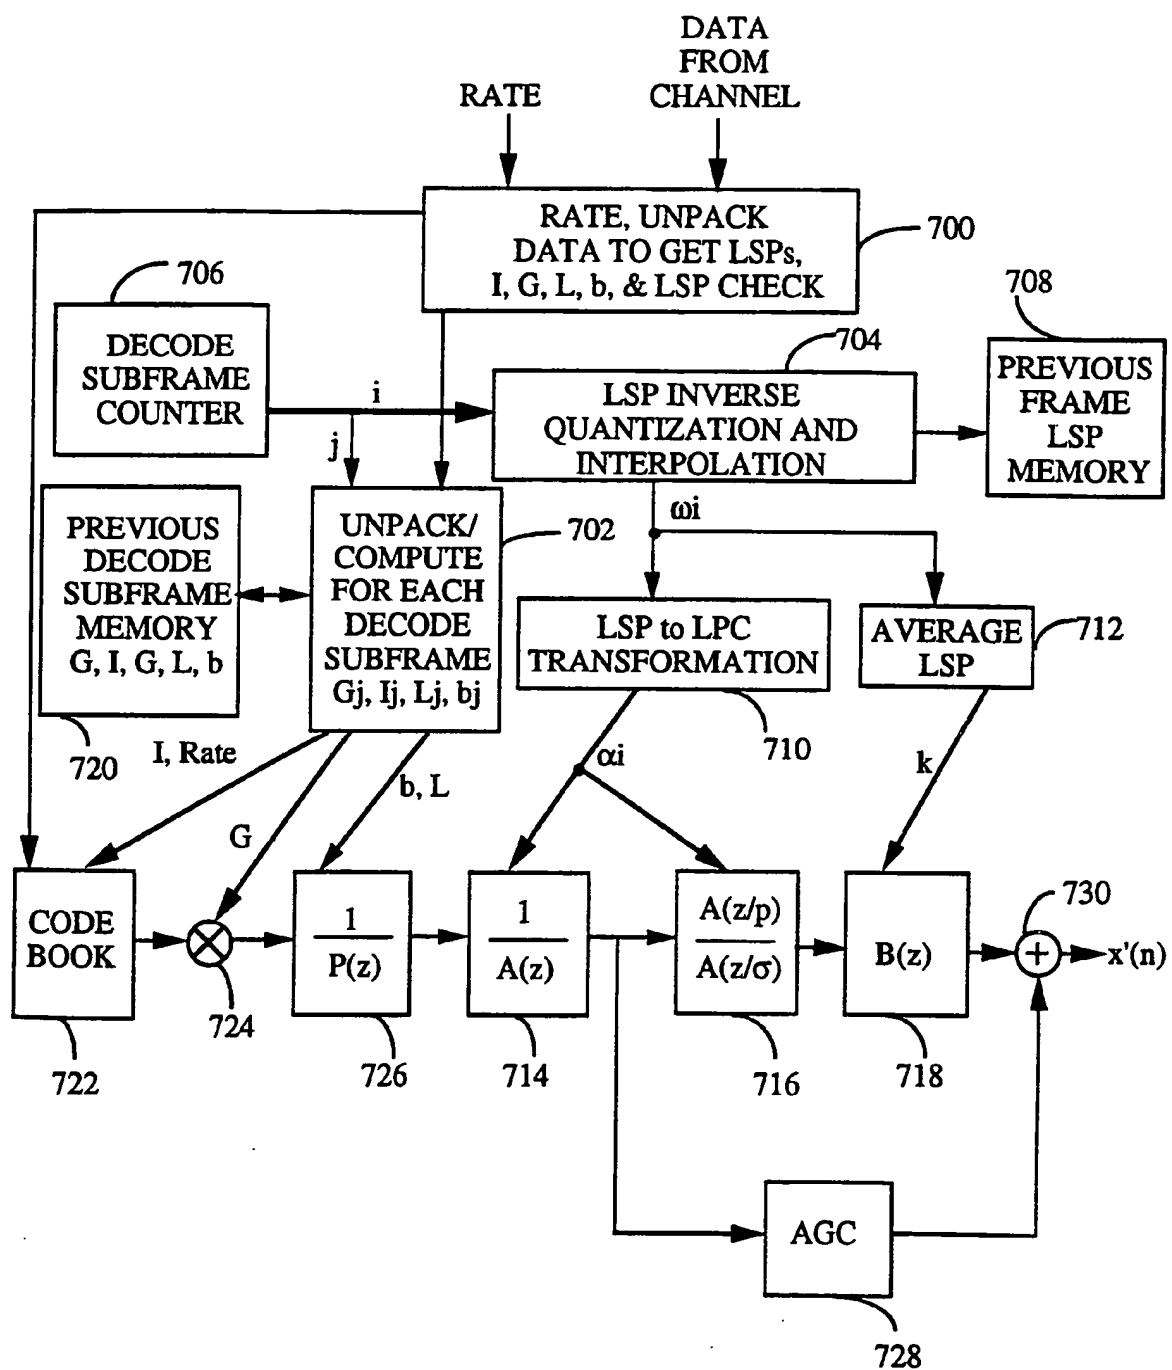 DATA
FROM
CHANNEL
RATE
RATE, UNPACK
DATA TO GET LSPs,
I, G, L, b, & LSP CHECK
700
706
DECODE
SUBFRAME
COUNTER
i
j
704
LSP INVERSE
QUANTIZATION AND
INTERPOLATION
708
PREVIOUS
FRAME
LSP
MEMORY
PREVIOUS
DECODE
SUBFRAME
MEMORY
G, I, G, L, b
720
UNPACK/
COMPUTE
FOR EACH
DECODE
SUBFRAME
Gj, Ij, Lj, bj
702
ωi
LSP to LPC
TRANSFORMATION
710
AVERAGE
LSP
712
I, Rate
G
b, L
αi
k
CODE
BOOK
722
724
1
P(z)
726
1
A(z)
714
A(z/p)
A(z/σ)
716
B(z)
718
730
+
x'(n)
AGC
728